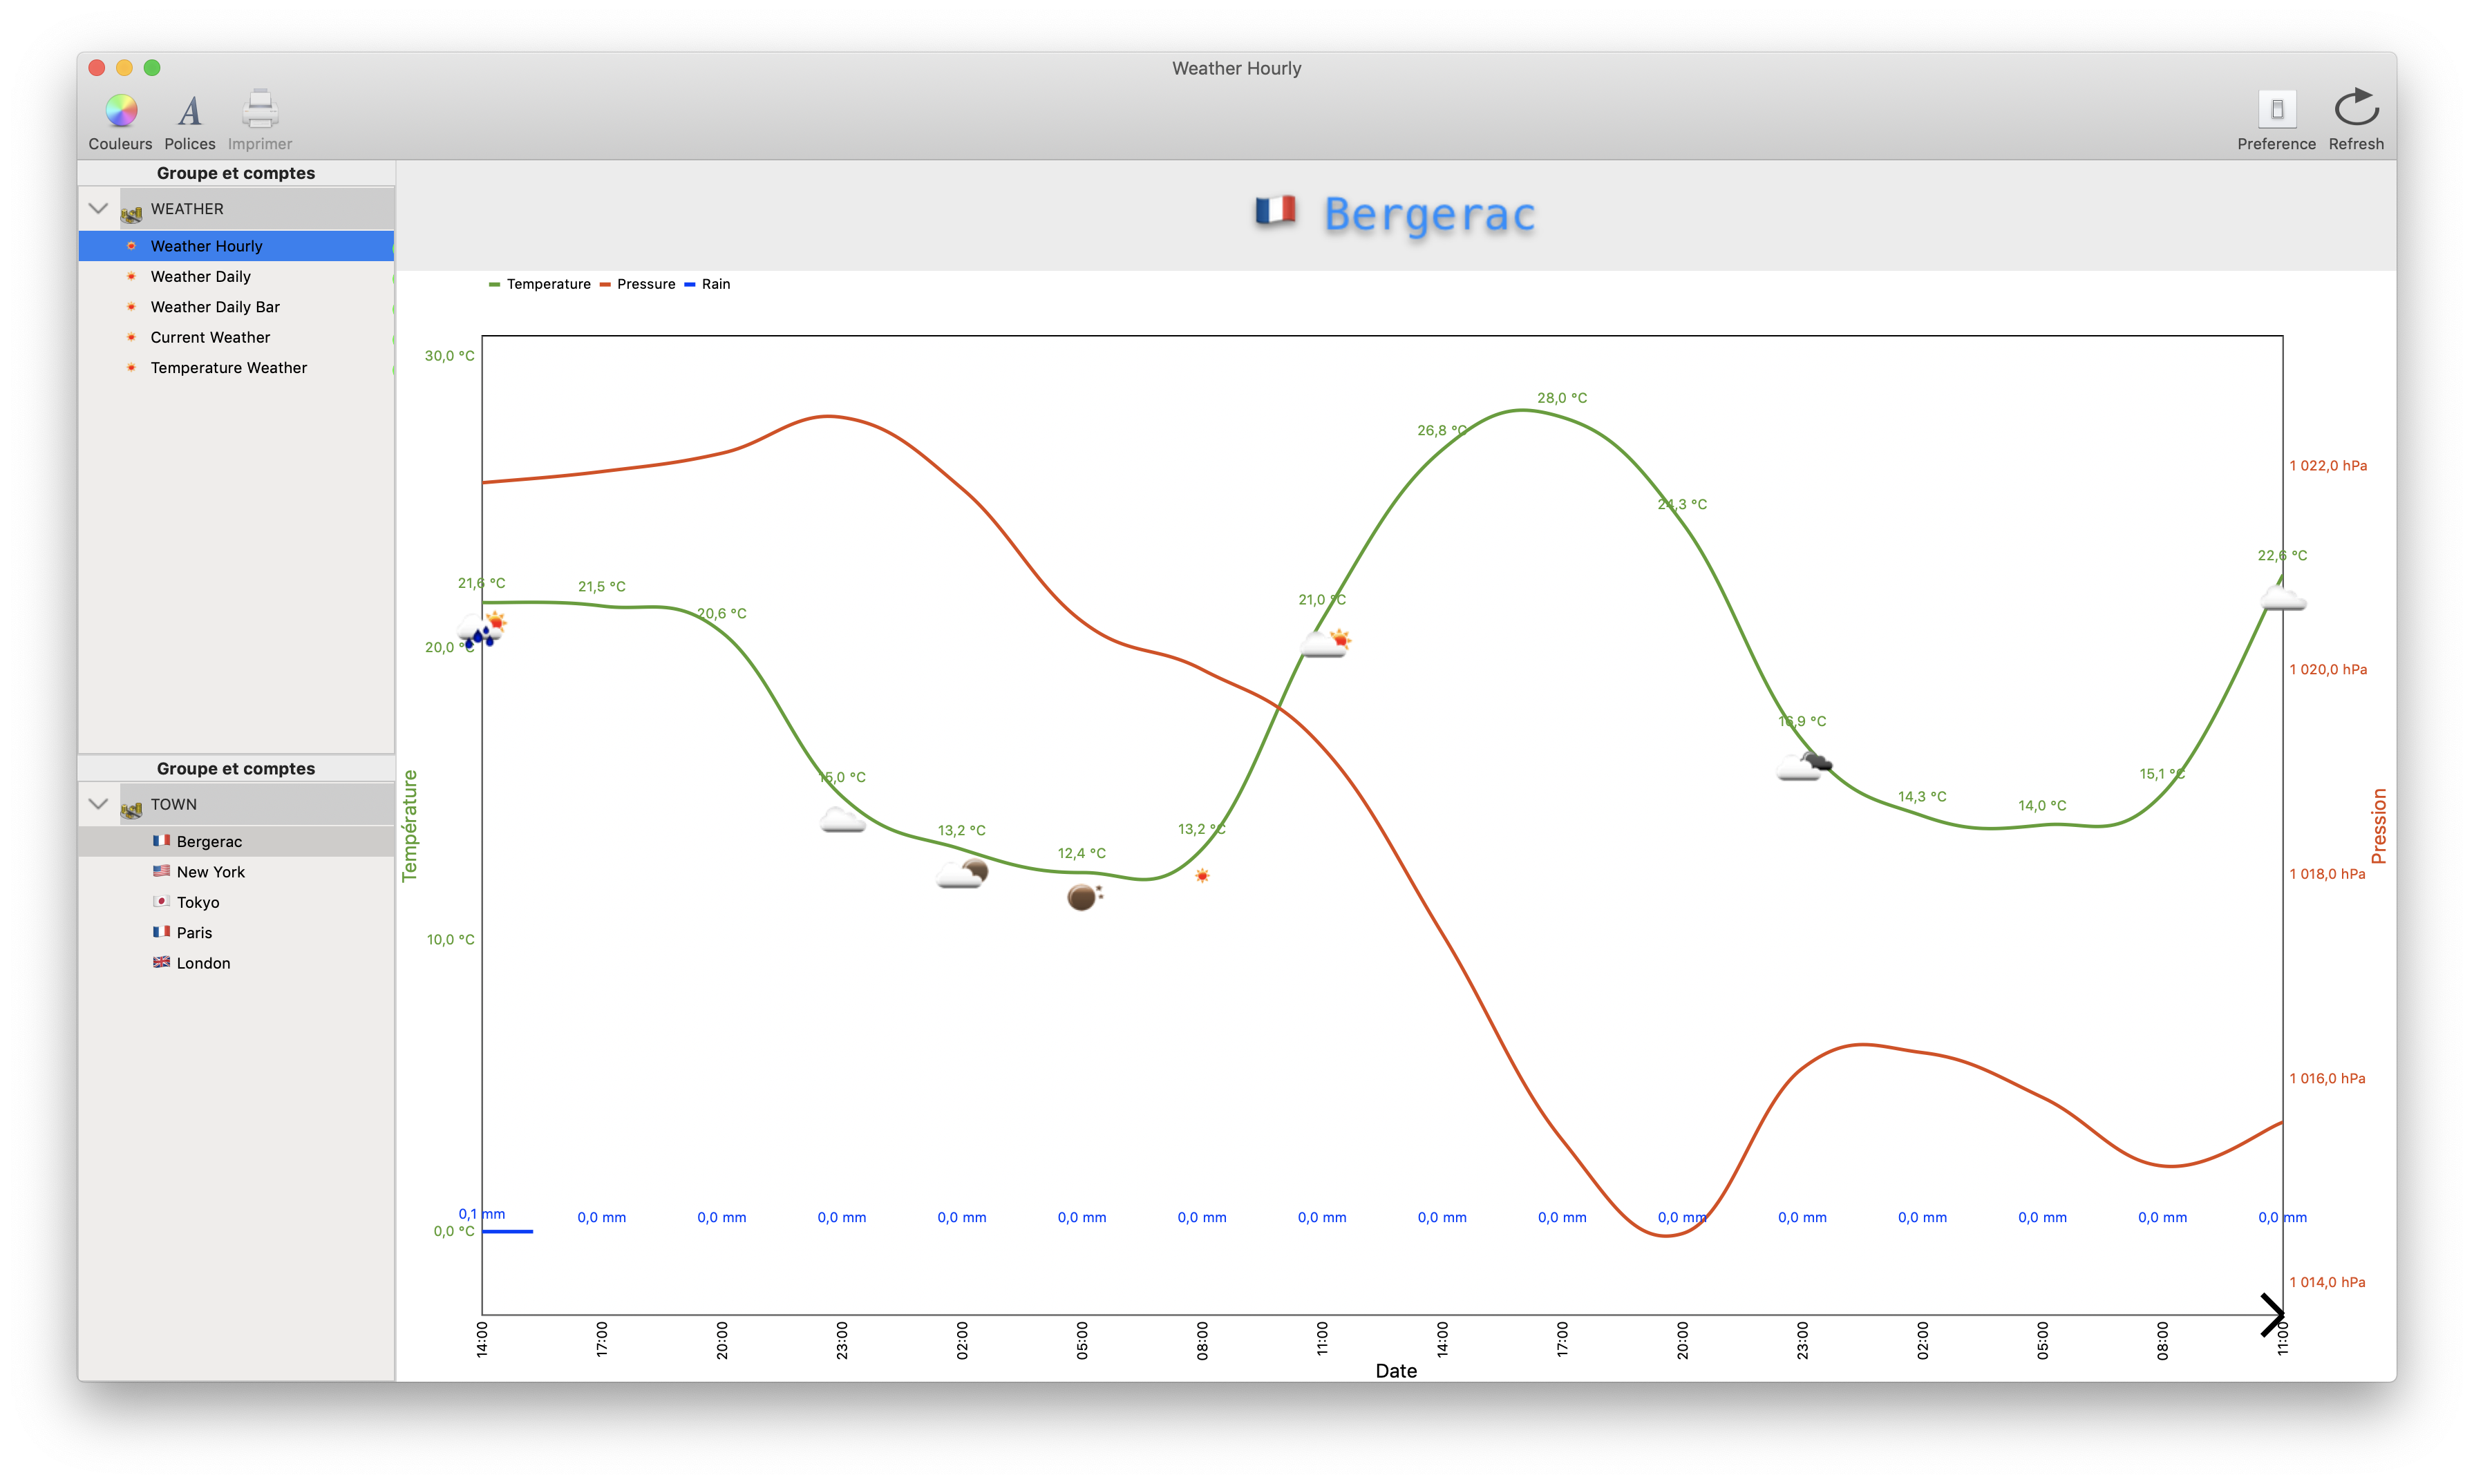 Weather Hourly
Couleurs Polices Imprimer Preference Refresh
Groupe et comptes
WEATHER
Weather Hourly
Weather Daily
Weather Daily Bar
Current Weather
Temperature Weather
Groupe et comptes
TOWN
Bergerac
New York
Tokyo
Paris
London
Bergerac
Temperature Pressure Rain
30,0 °C
20,0 °C
10,0 °C
0,0 °C
Température
21,6 °C
21,5 °C
20,6 °C
15,0 °C
13,2 °C
12,4 °C
13,2 °C
21,0 °C
26,8 °C
28,0 °C
24,3 °C
16,9 °C
14,3 °C
14,0 °C
15,1 °C
22,6 °C
1 022,0 hPa
1 020,0 hPa
1 018,0 hPa
1 016,0 hPa
1 014,0 hPa
Pression
0,1 mm 0,0 mm 0,0 mm 0,0 mm 0,0 mm 0,0 mm 0,0 mm 0,0 mm 0,0 mm 0,0 mm 0,0 mm 0,0 mm 0,0 mm 0,0 mm 0,0 mm 0,0 mm
14:00 17:00 20:00 23:00 02:00 05:00 08:00 11:00 14:00 17:00 20:00 23:00 02:00 05:00 08:00 11:00
Date